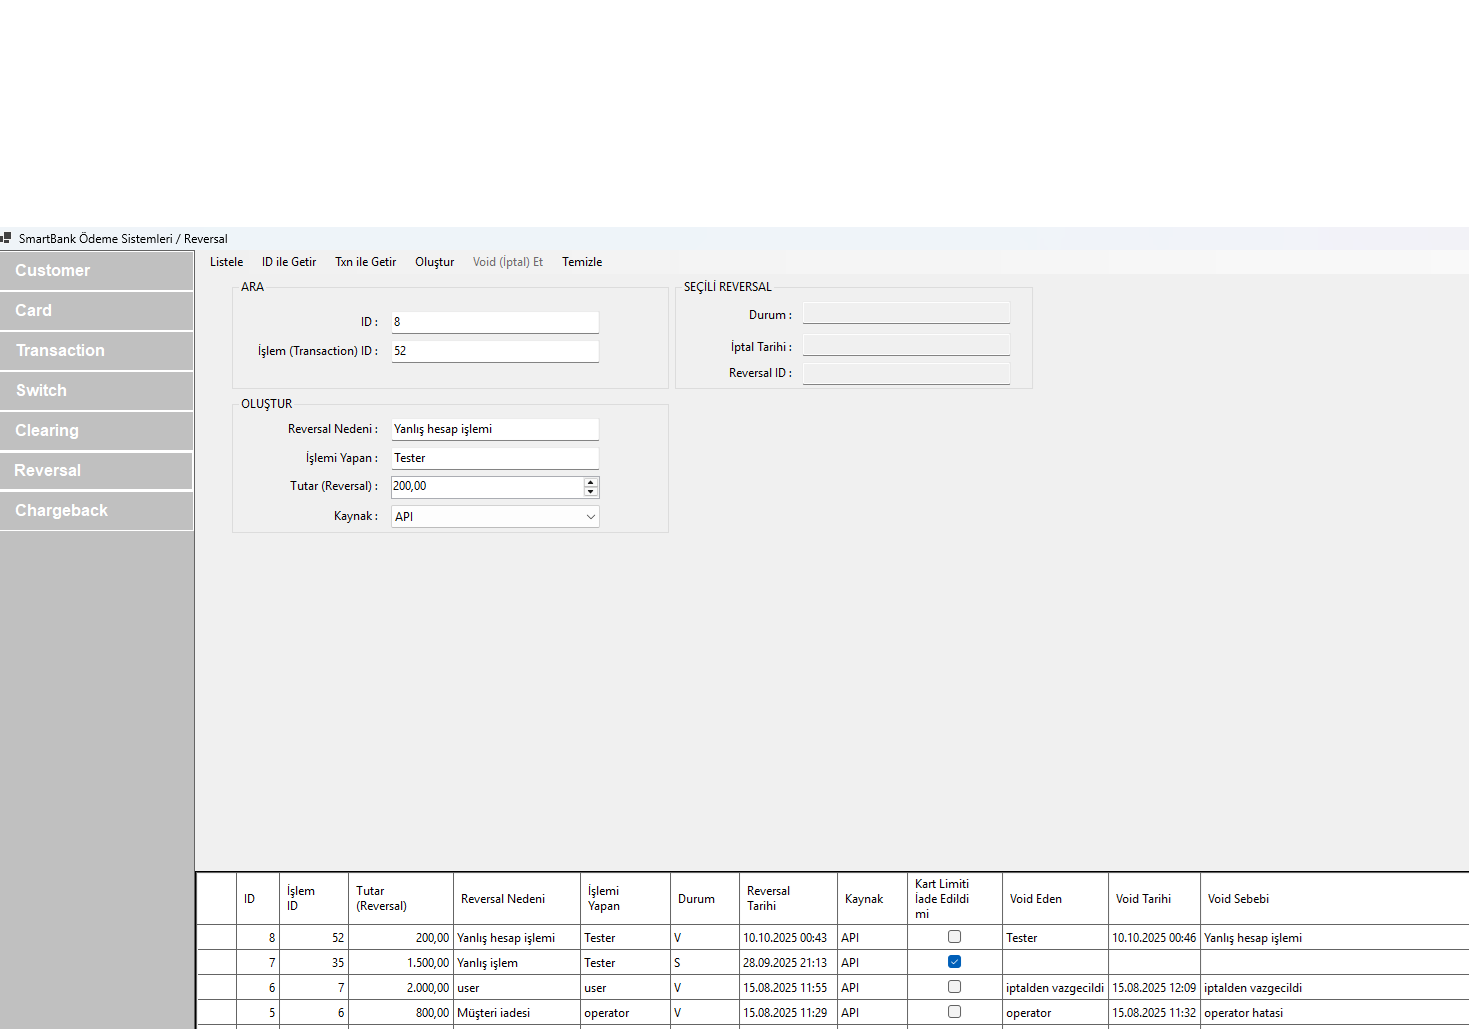 SmartBank Ödeme Sistemleri / Reversal
Customer
Card
Transaction
Switch
Clearing
Reversal
Chargeback
Listele ID ile Getir Txn ile Getir Oluştur Void (İptal) Et Temizle
ARA
ID : 8
İşlem (Transaction) ID : 52
SEÇİLİ REVERSAL
Durum :
İptal Tarihi :
Reversal ID :
OLUŞTUR
Reversal Nedeni : Yanlış hesap işlemi
İşlemi Yapan : Tester
Tutar (Reversal) : 200,00
Kaynak : API
ID İşlem ID Tutar (Reversal) Reversal Nedeni İşlemi Yapan Durum Reversal Tarihi Kaynak Kart Limiti İade Edildi mi Void Eden Void Tarihi Void Sebebi
8 52 200,00 Yanlış hesap işlemi Tester V 10.10.2025 00:43 API Tester 10.10.2025 00:46 Yanlış hesap işlemi
7 35 1.500,00 Yanlış işlem Tester S 28.09.2025 21:13 API
6 7 2.000,00 user user V 15.08.2025 11:55 API iptalden vazgecildi 15.08.2025 12:09 iptalden vazgecildi
5 6 800,00 Müşteri iadesi operator V 15.08.2025 11:29 API operator 15.08.2025 11:32 operator hatasi